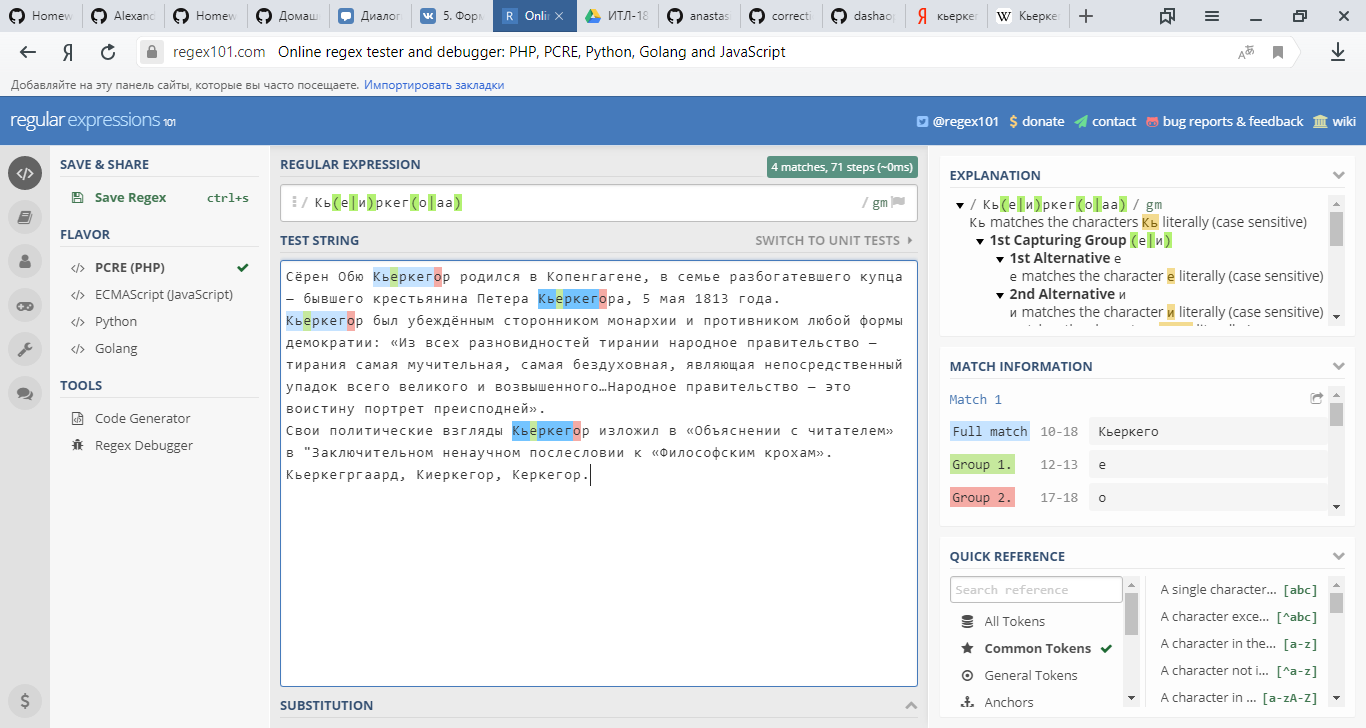 Homew
Alexand
Homew
Домаш
Диалог
5. Форм
Onli
ИТЛ-18
anastas
correcti
dashao
кьеркег
Кьерке
regex101.com Online regex tester and debugger: PHP, PCRE, Python, Golang and JavaScript
Добавляйте на эту панель сайты, которые вы часто посещаете. Импортировать закладки
regular expressions 101
@regex101 $ donate contact bug reports & feedback wiki
SAVE & SHARE
Save Regex ctrl+s
FLAVOR
</> PCRE (PHP)
</> ECMAScript (JavaScript)
</> Python
</> Golang
TOOLS
Code Generator
Regex Debugger
REGULAR EXPRESSION
4 matches, 71 steps (~0ms)
/ Кь(е|и)ркег(о|аа) / gm
TEST STRING
SWITCH TO UNIT TESTS
Сёрен Обю Кьеркегор родился в Копенгагене, в семье разбогатевшего купца
— бывшего крестьянина Петера Кьеркегора, 5 мая 1813 года.
Кьеркегор был убеждённым сторонником монархии и противником любой формы
демократии: «Из всех разновидностей тирании народное правительство —
тирания самая мучительная, самая бездуховная, являющая непосредственный
упадок всего великого и возвышенного…Народное правительство — это
воистину портрет преисподней».
Свои политические взгляды Кьеркегор изложил в «Объяснении с читателем»
в "Заключительном ненаучном послесловии к «Философским крохам».
Кьеркегргаард, Киеркегор, Керкегор.
SUBSTITUTION
EXPLANATION
/ Кь(е|и)ркег(о|аа) / gm
Кь matches the characters Кь literally (case sensitive)
1st Capturing Group (е|и)
1st Alternative е
е matches the character е literally (case sensitive)
2nd Alternative и
и matches the character и literally (case sensitive)
MATCH INFORMATION
Match 1
Full match 10-18 Кьеркего
Group 1. 12-13 е
Group 2. 17-18 о
QUICK REFERENCE
Search reference
All Tokens
Common Tokens
General Tokens
Anchors
A single character... [abc]
A character exce... [^abc]
A character in the... [a-z]
A character not i... [^a-z]
A character in ... [a-zA-Z]